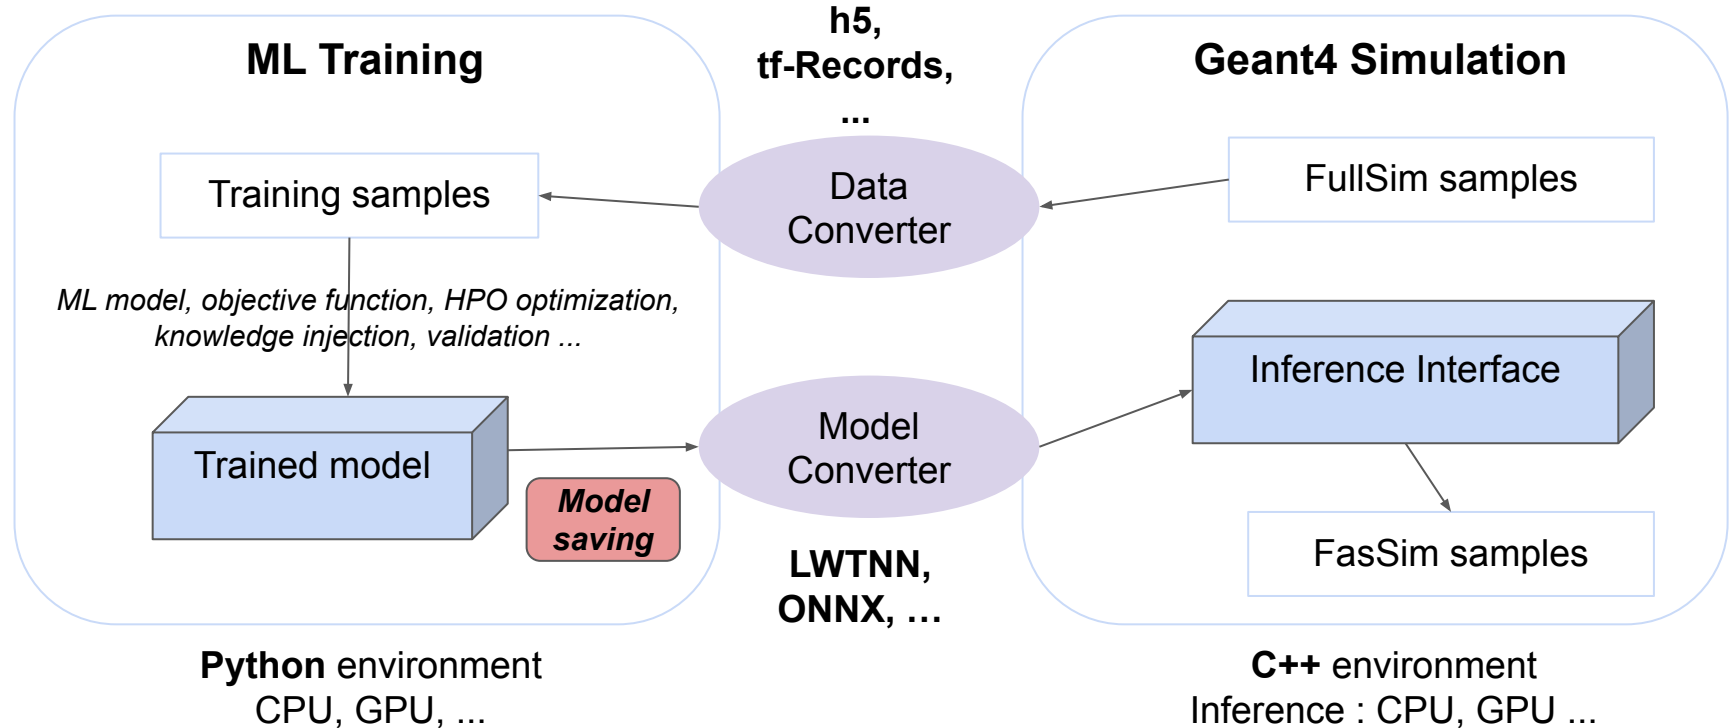 ML Training
h5,
tf-Records,
...
Geant4 Simulation
Training samples
Data
Converter
FullSim samples
ML model, objective function, HPO optimization,
knowledge injection, validation ...
Trained model
Model
saving
Model
Converter
Inference Interface
LWTNN,
ONNX, …
FasSim samples
Python environment
CPU, GPU, ...
C++ environment
Inference : CPU, GPU ...